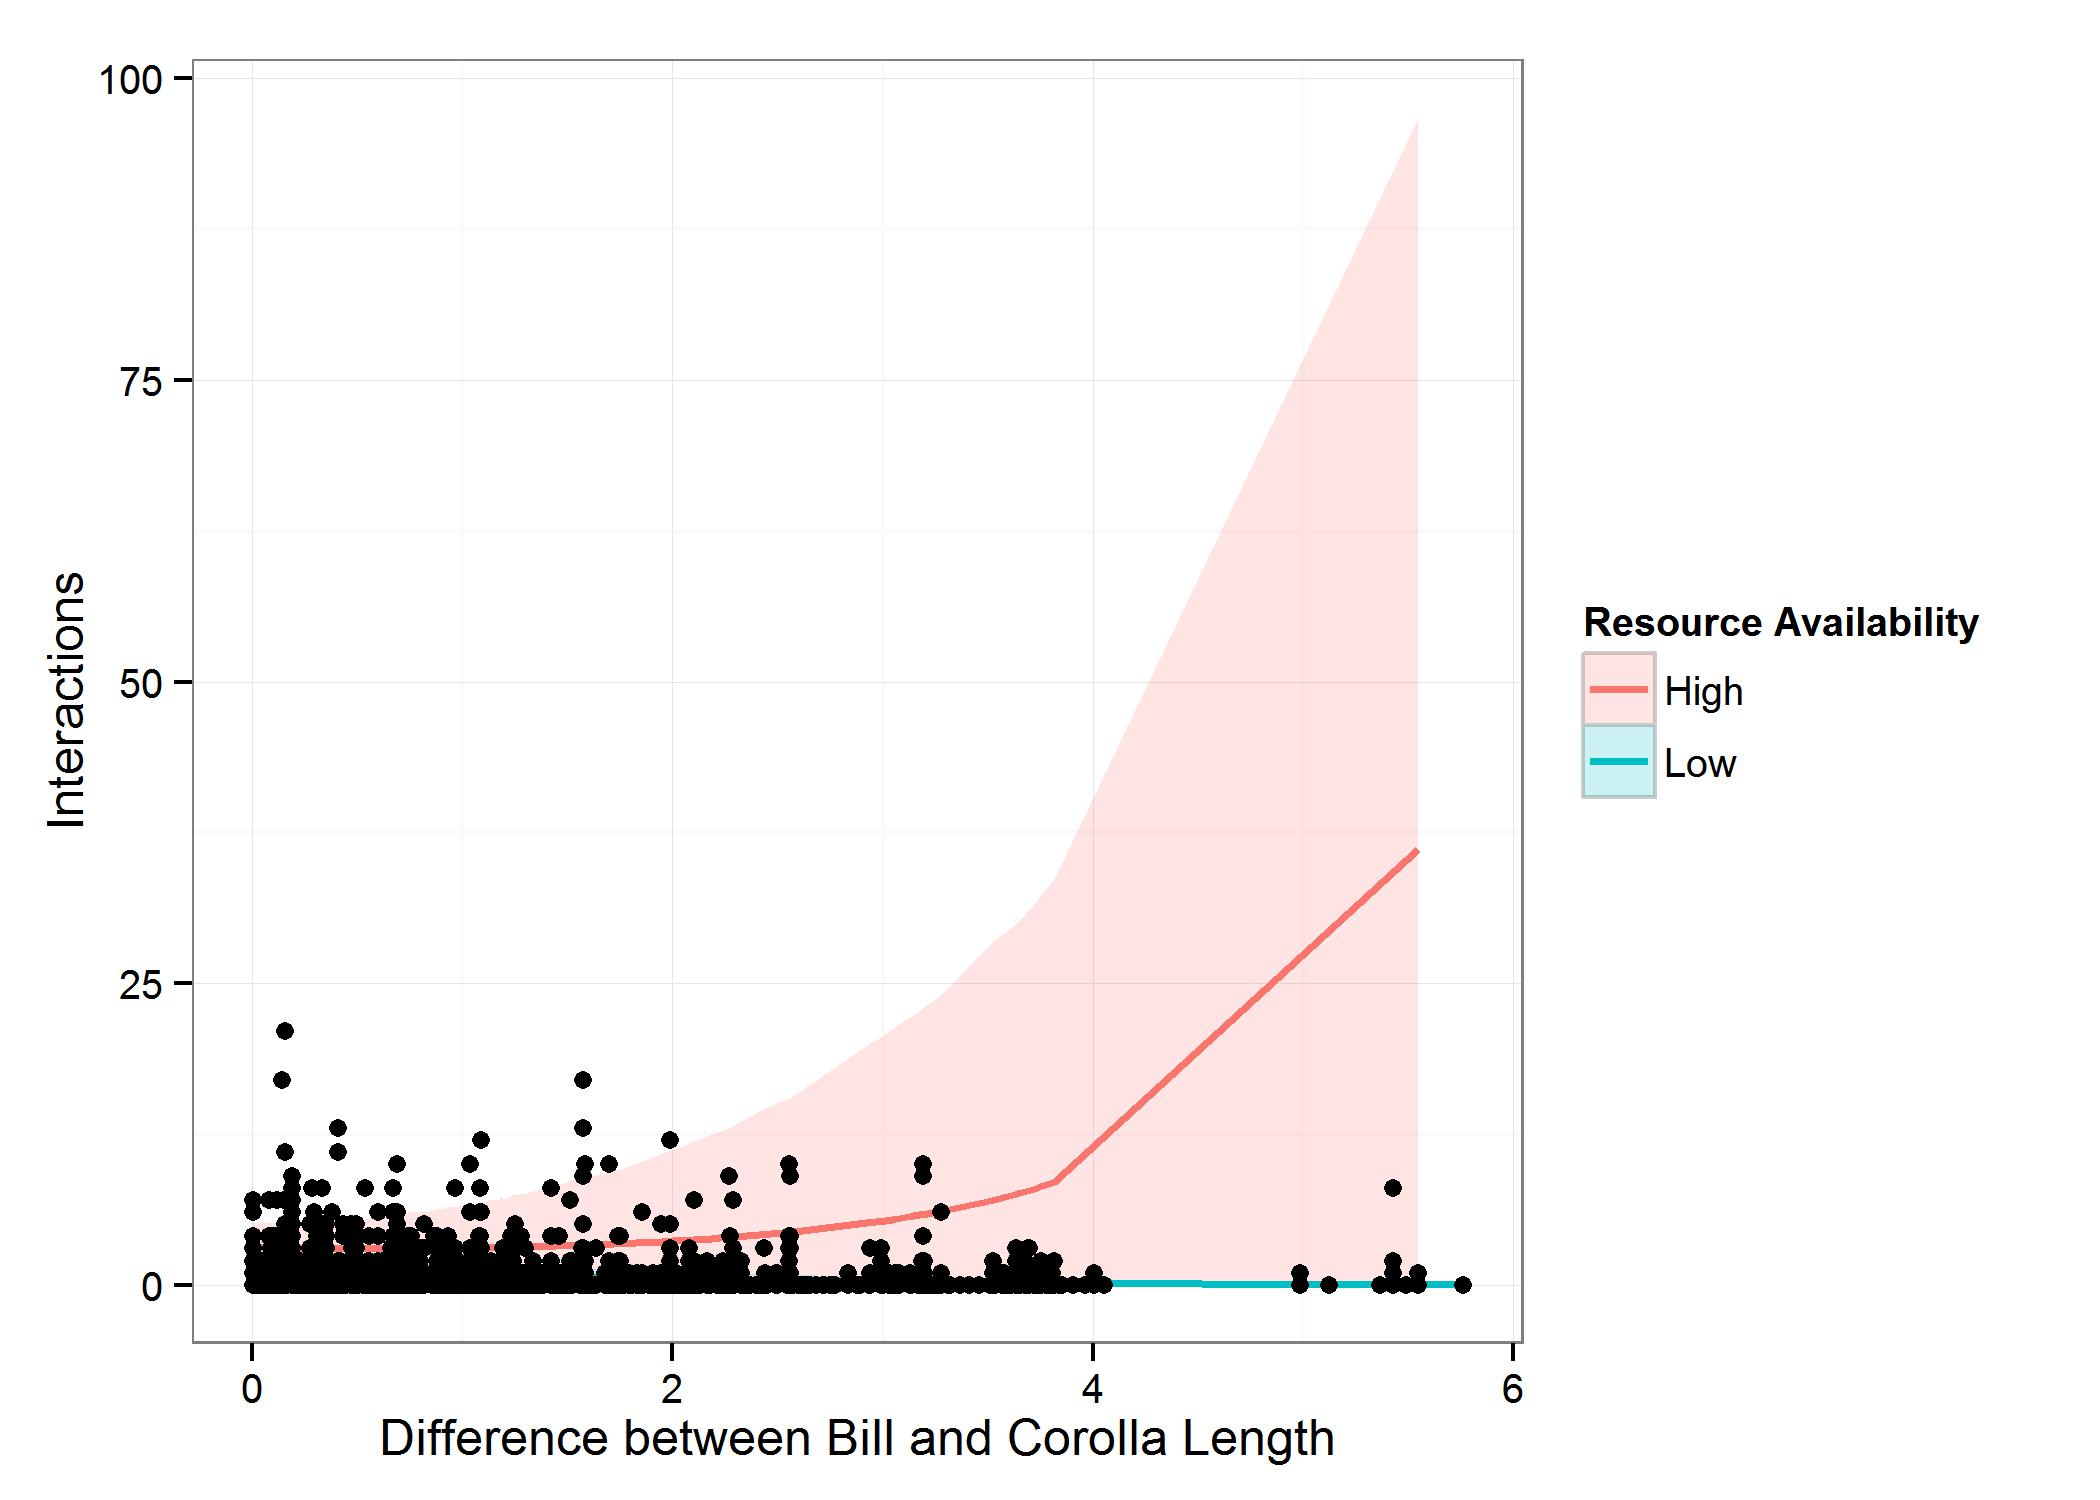 100
75
50
25
0
Interactions
0 2 4 6
Difference between Bill and Corolla Length
Resource Availability
High
Low